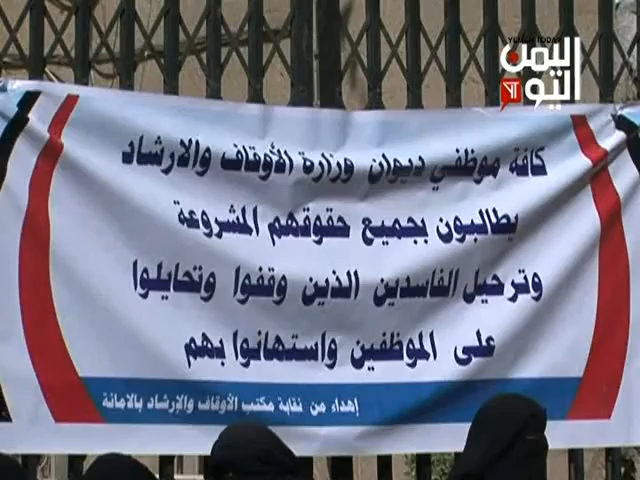 YEMEN TODAY
اليمن
اليوم
كافة موظفي ديوان وزارة الأوقاف والارشاد
يطالبون بجميع حقوقهم المشروعة
وترحيل الفاسدين الذين وقفوا وتحايلوا
على الموظفين واستهانوا بهم
إهداء من نقابة مكتب الأوقاف والإرشاد بالامانة